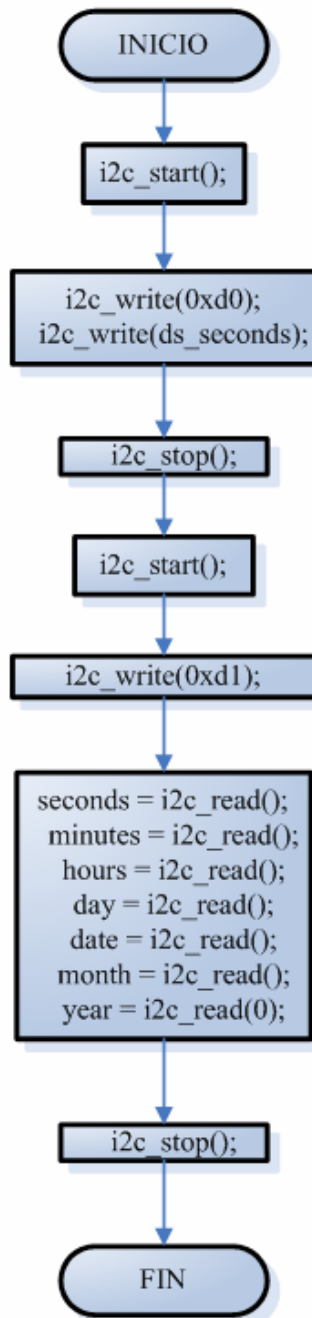 INICIO
i2c_start();
i2c_write(0xd0);
i2c_write(ds_seconds);
i2c_stop();
i2c_start();
i2c_write(0xd1);
seconds = i2c_read();
minutes = i2c_read();
hours = i2c_read();
day = i2c_read();
date = i2c_read();
month = i2c_read();
year = i2c_read(0);
i2c_stop();
FIN